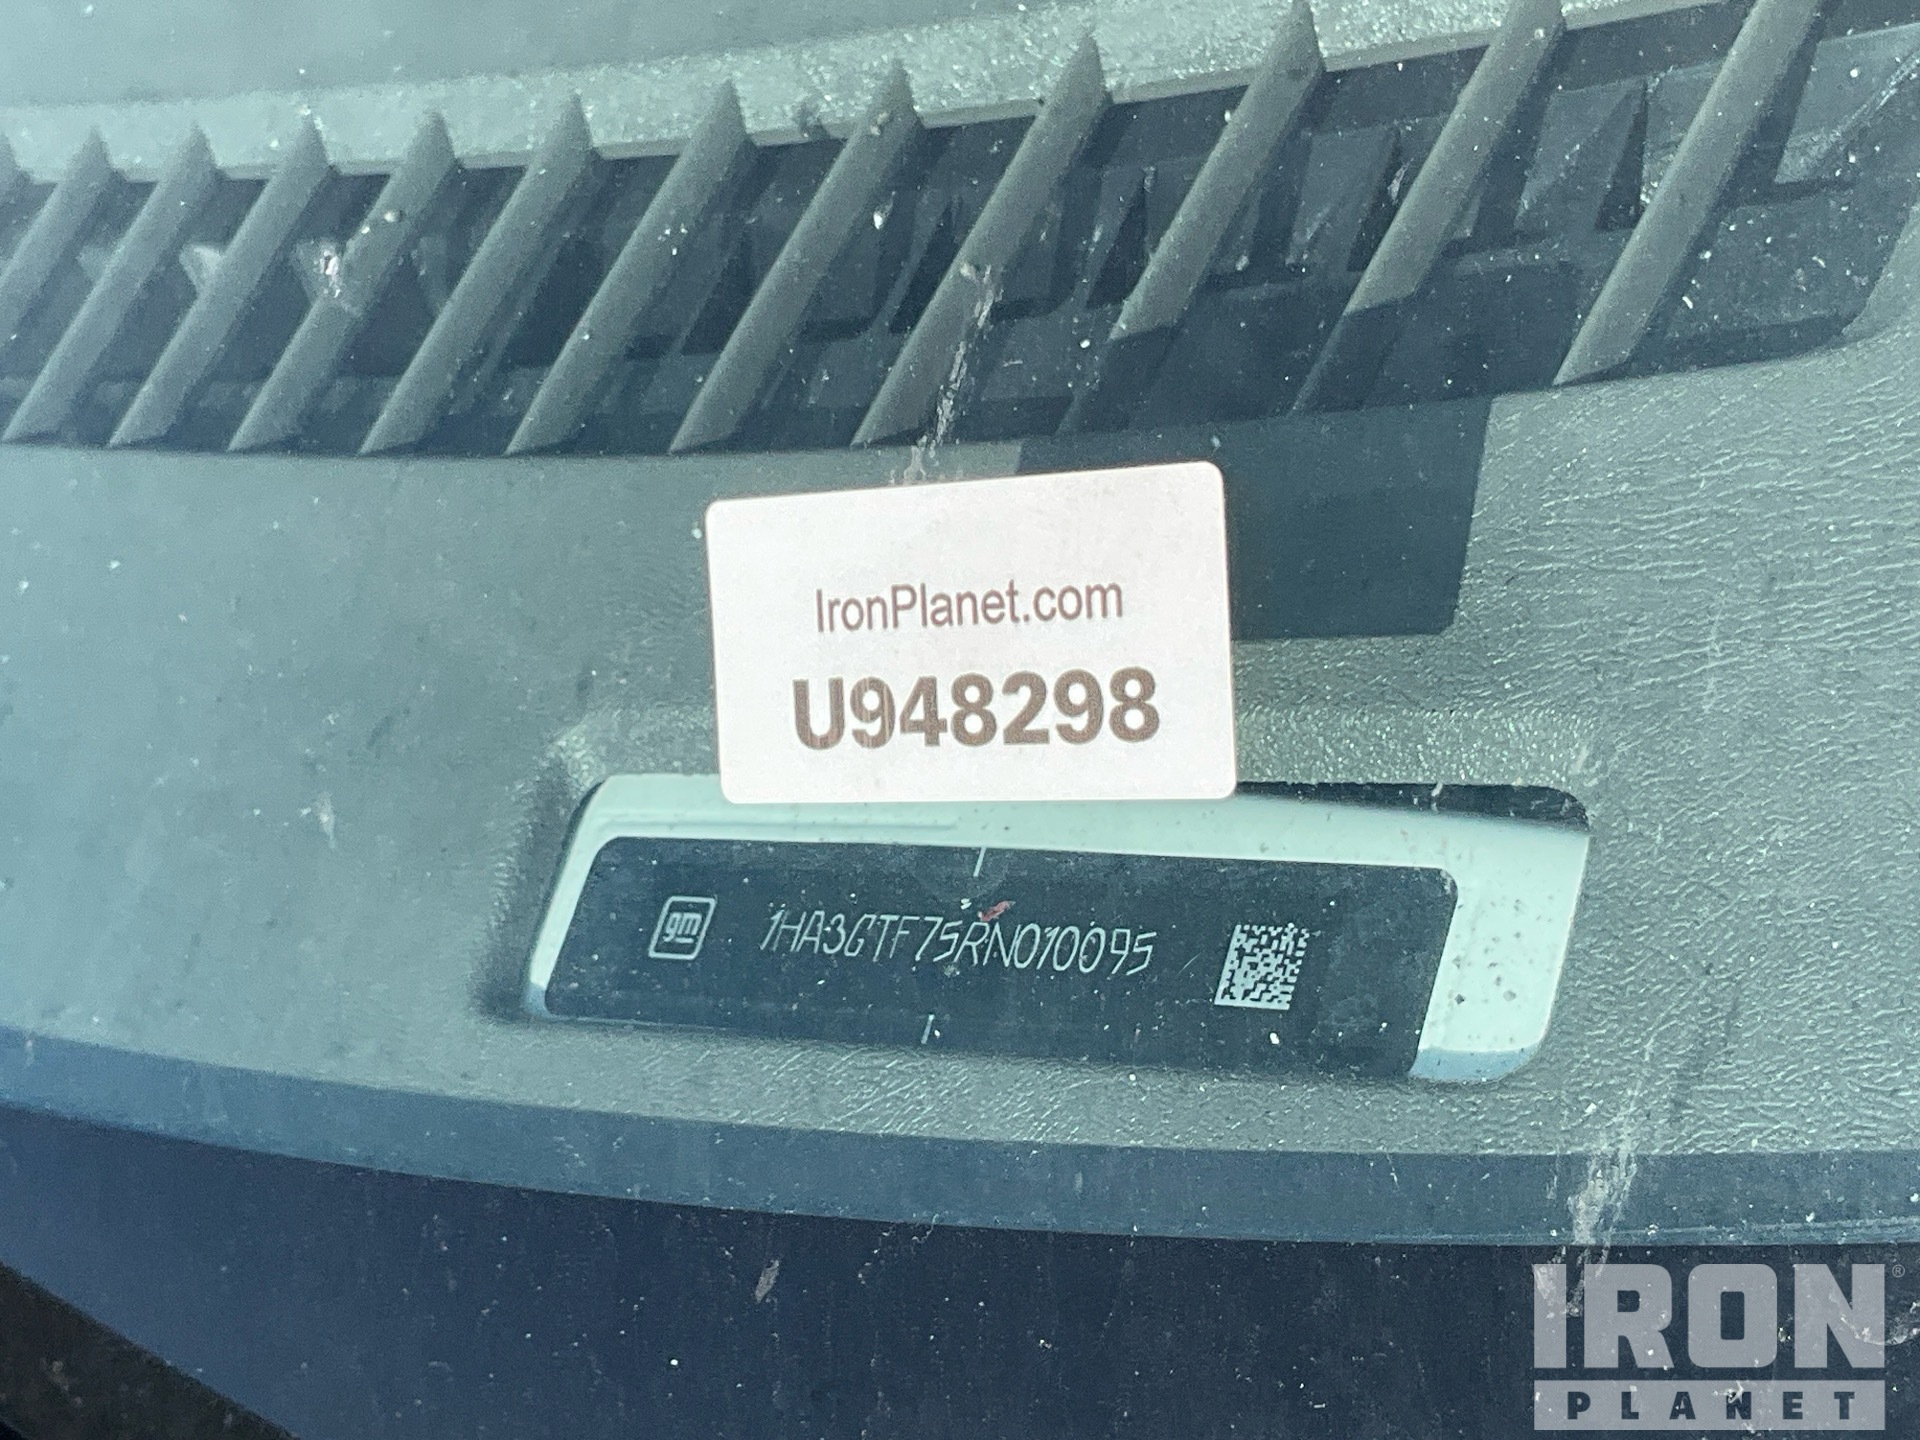 IronPlanet.com
U948298
gm 1HA3GTF75RN010095
IRON®
PLANET